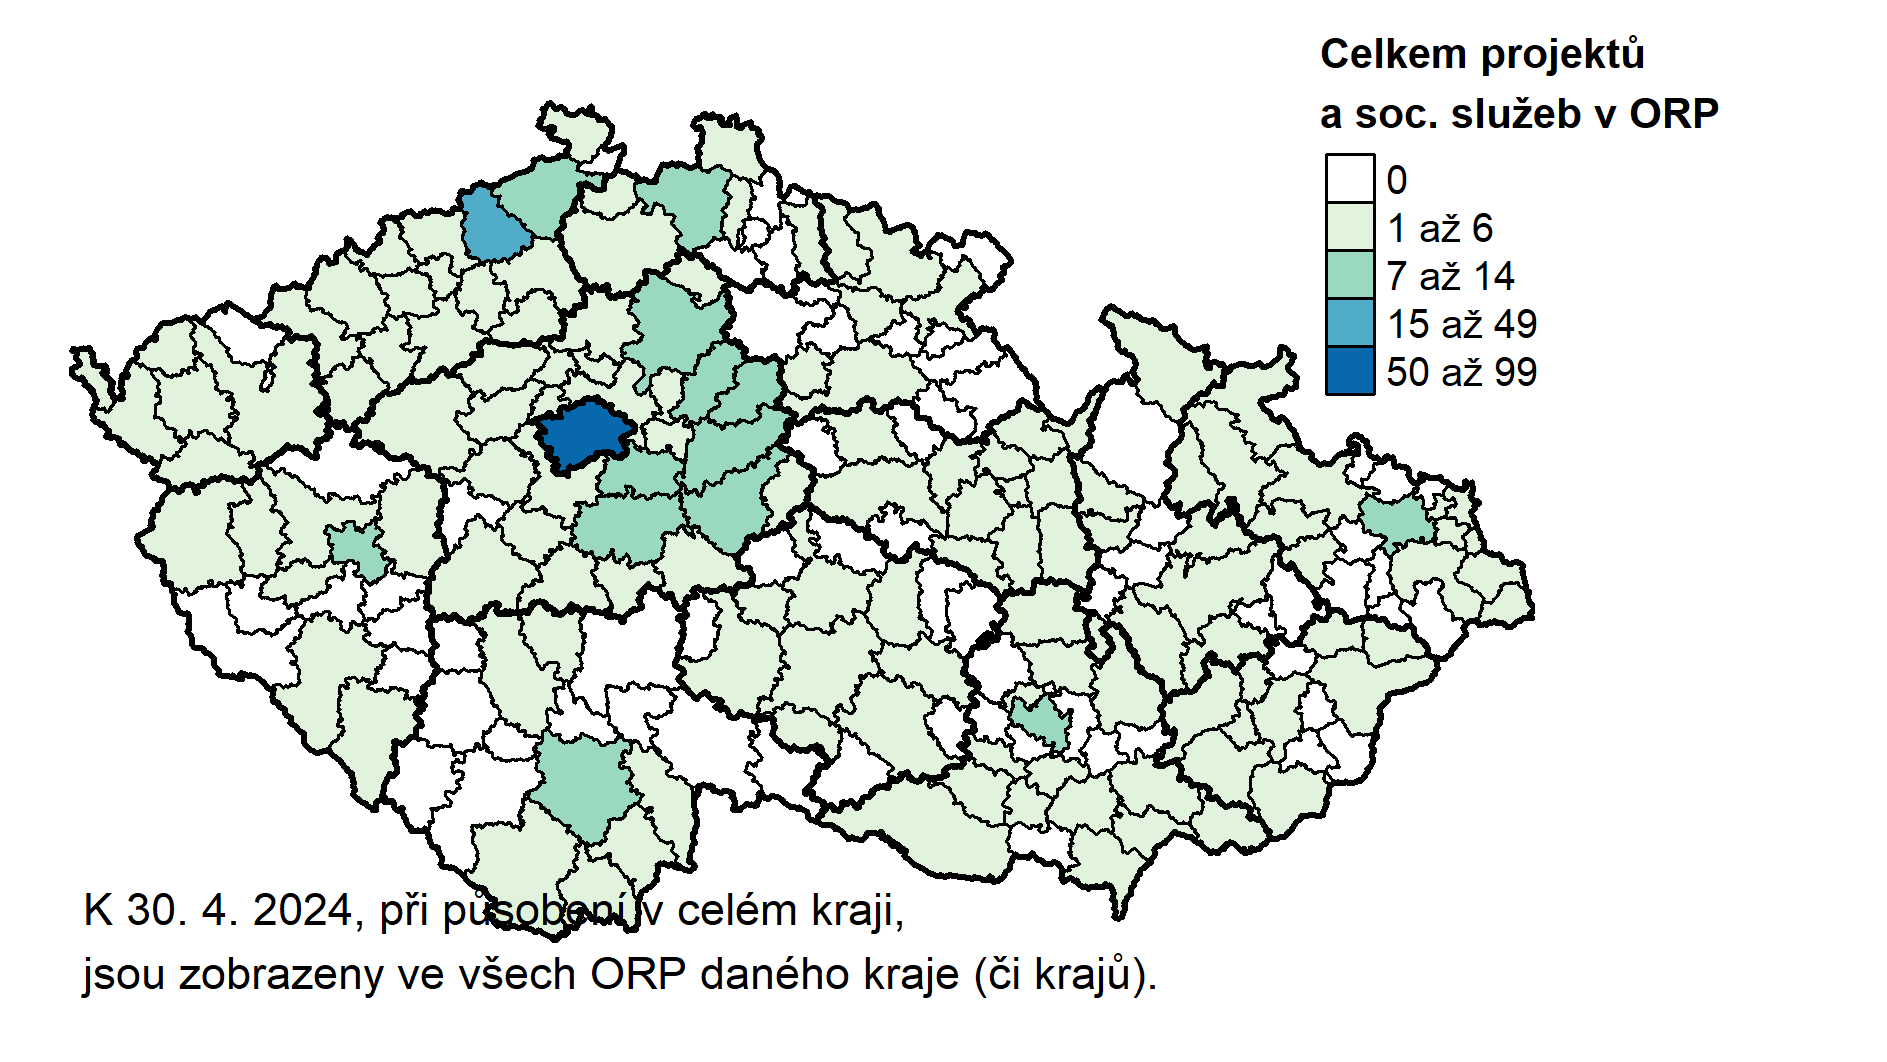 Celkem projektů
a soc. služeb v ORP
0
1 až 6
7 až 14
15 až 49
50 až 99
K 30. 4. 2024, při působení v celém kraji,
jsou zobrazeny ve všech ORP daného kraje (či krajů).